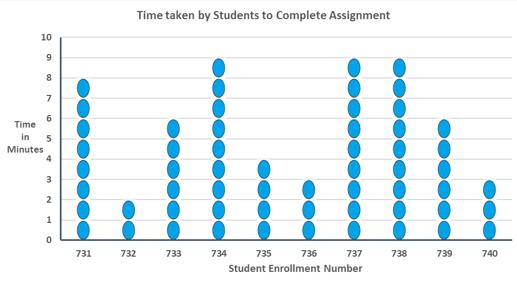 Time taken by Students to Complete Assignment
10
9
8
7
6
5
4
3
2
1
0
Time
in
Minutes
731 732 733 734 735 736 737 738 739 740
Student Enrollment Number